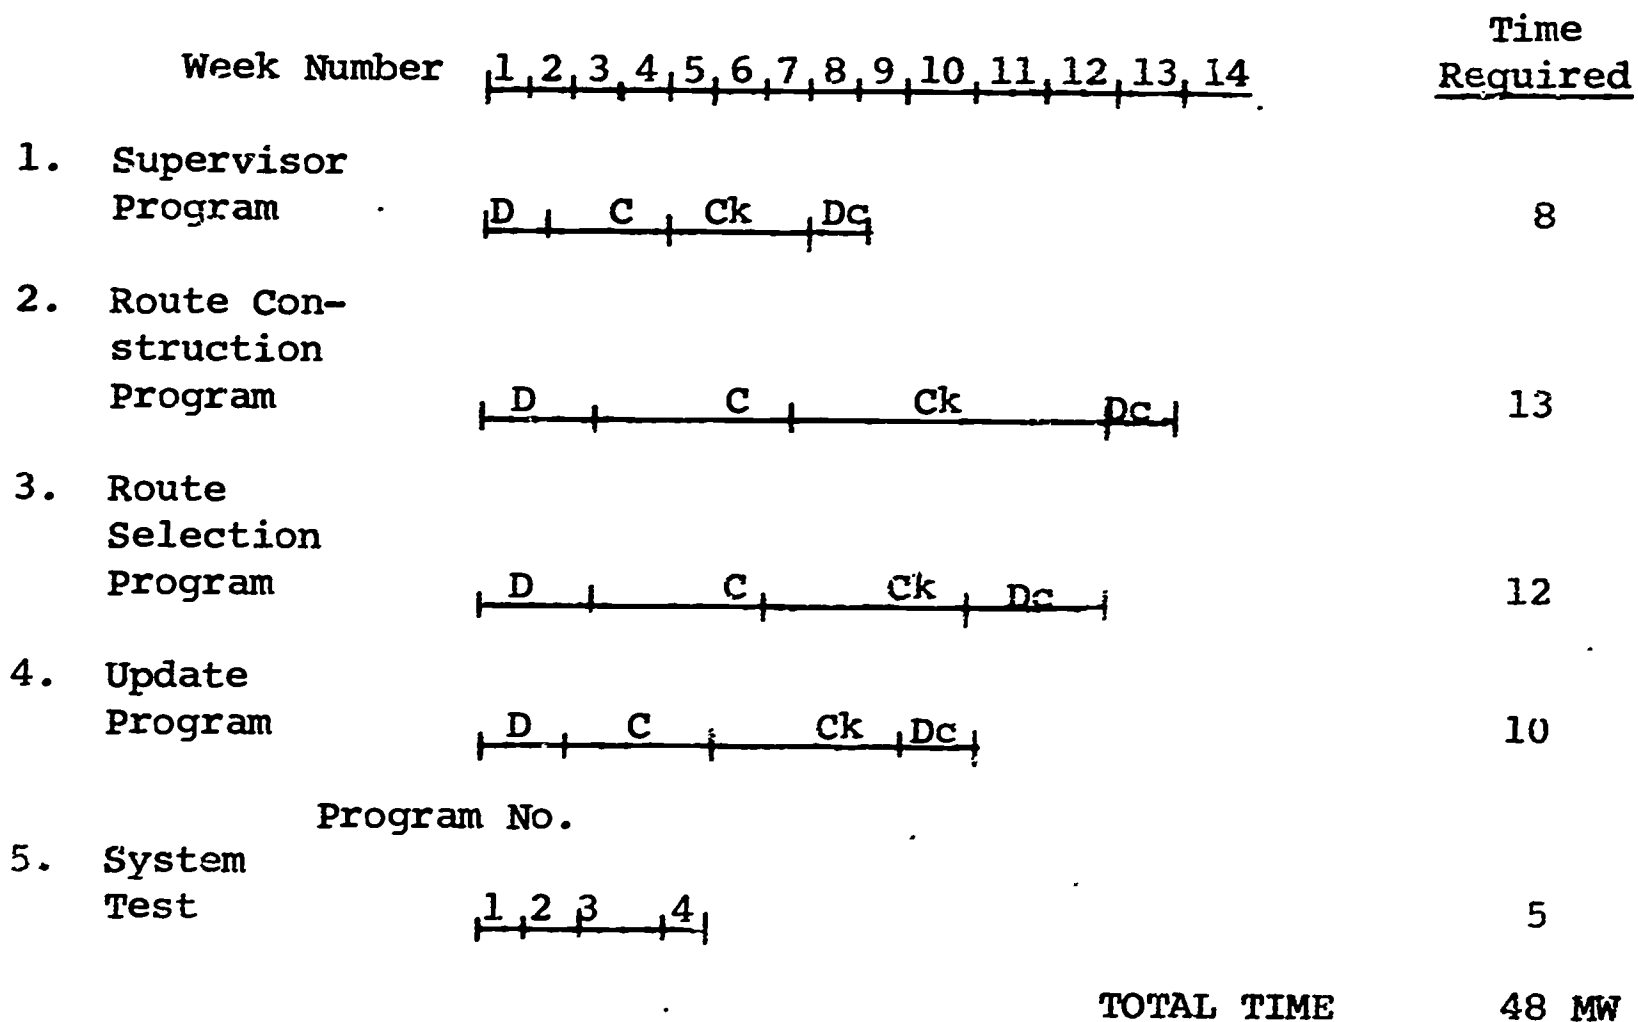 Time
Week Number 1 2 3 4 5 6 7 8 9 10 11 12 13 14 Required
1. Supervisor
Program D C Ck Dc 8
2. Route Con-
struction
Program D C Ck Dc 13
3. Route
Selection
Program D C Ck Dc 12
4. Update
Program D C Ck Dc 10
Program No.
5. System
Test 1 2 3 4 5
TOTAL TIME 48 MW